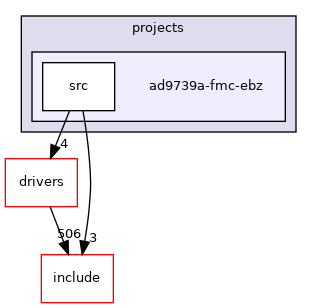 projects
src
ad9739a-fmc-ebz
4
drivers
506
3
include